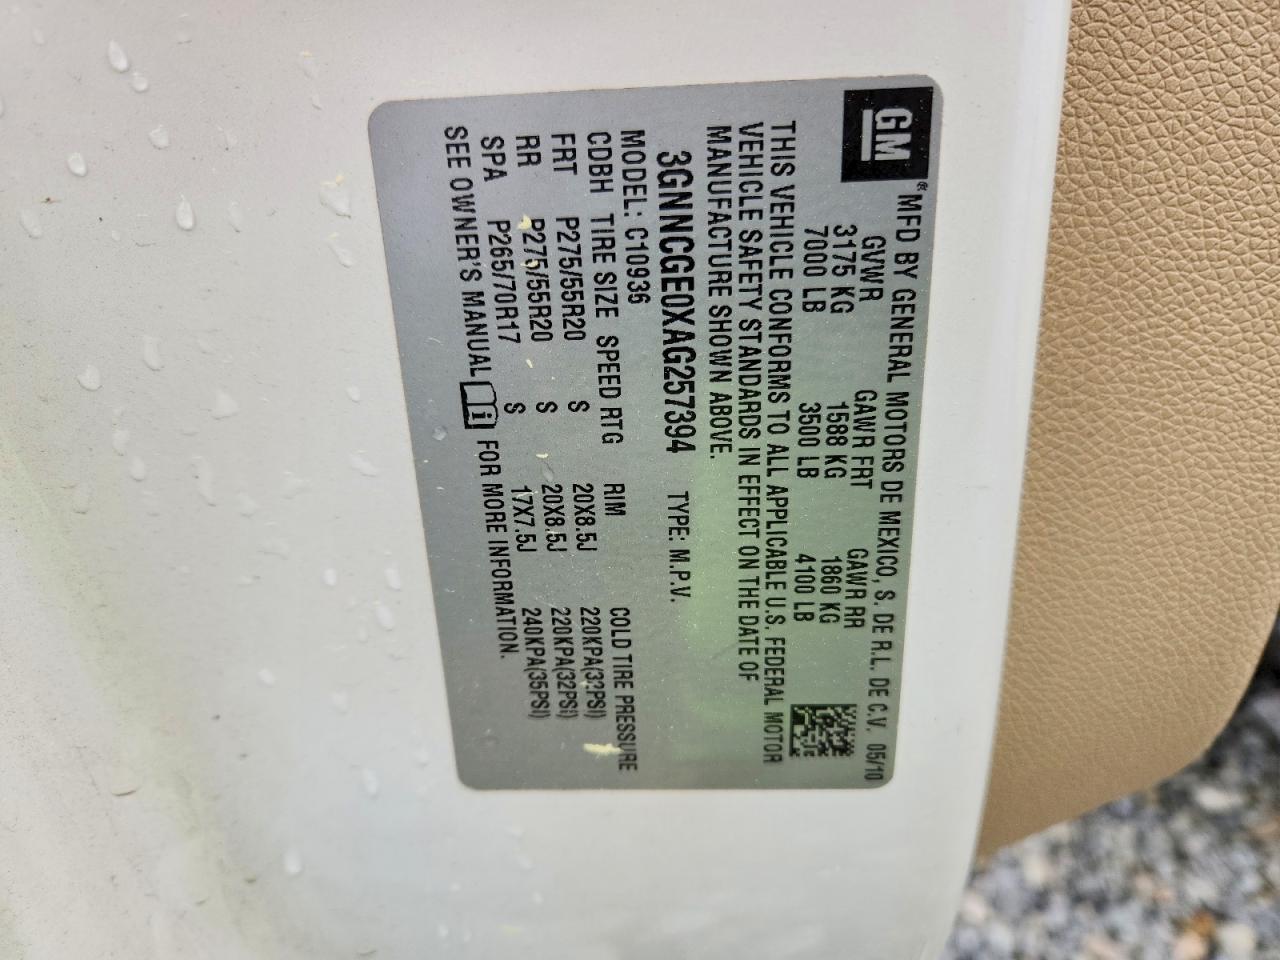 GM
® MFD BY GENERAL MOTORS DE MEXICO, S. DE R.L. DE C.V. 05/10
GVWR GAWR FRT GAWR RR
3175 KG 1588 KG 1860 KG
7000 LB 3500 LB 4100 LB
THIS VEHICLE CONFORMS TO ALL APPLICABLE U.S. FEDERAL MOTOR
VEHICLE SAFETY STANDARDS IN EFFECT ON THE DATE OF
MANUFACTURE SHOWN ABOVE.
3GNNCGE0XAG257394 TYPE: M.P.V.
MODEL: C10936
CDBH TIRE SIZE SPEED RTG RIM COLD TIRE PRESSURE
FRT P275/55R20 S 20X8.5J 220KPA(32PSI)
RR P275/55R20 S 20X8.5J 220KPA(32PSI)
SPA P265/70R17 S 17X7.5J 240KPA(35PSI)
SEE OWNER'S MANUAL i FOR MORE INFORMATION.